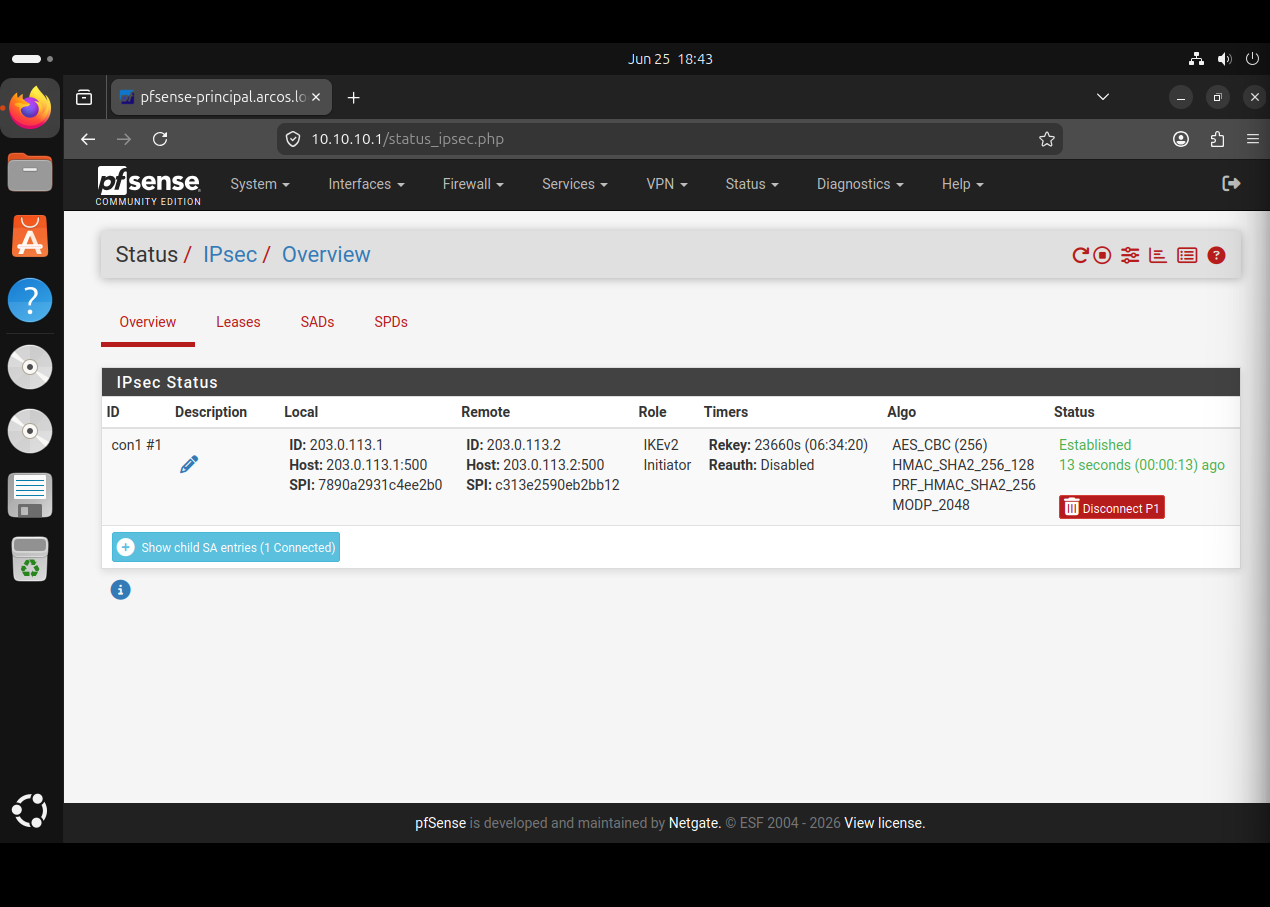 Jun 25 18:43
pfsense-principal.arcos.lo
10.10.10.1/status_ipsec.php
pfsense
COMMUNITY EDITION
System Interfaces Firewall Services VPN Status Diagnostics Help
Status / IPsec / Overview
Overview Leases SADs SPDs
IPsec Status
ID Description Local Remote Role Timers Algo Status
con1 #1 ID: 203.0.113.1 ID: 203.0.113.2 IKEv2 Rekey: 23660s (06:34:20) AES_CBC (256) Established
Host: 203.0.113.1:500 Host: 203.0.113.2:500 Initiator Reauth: Disabled HMAC_SHA2_256_128 13 seconds (00:00:13) ago
SPI: 7890a2931c4ee2b0 SPI: c313e2590eb2bb12 PRF_HMAC_SHA2_256
MODP_2048 Disconnect P1
Show child SA entries (1 Connected)
pfSense is developed and maintained by Netgate. © ESF 2004 - 2026 View license.